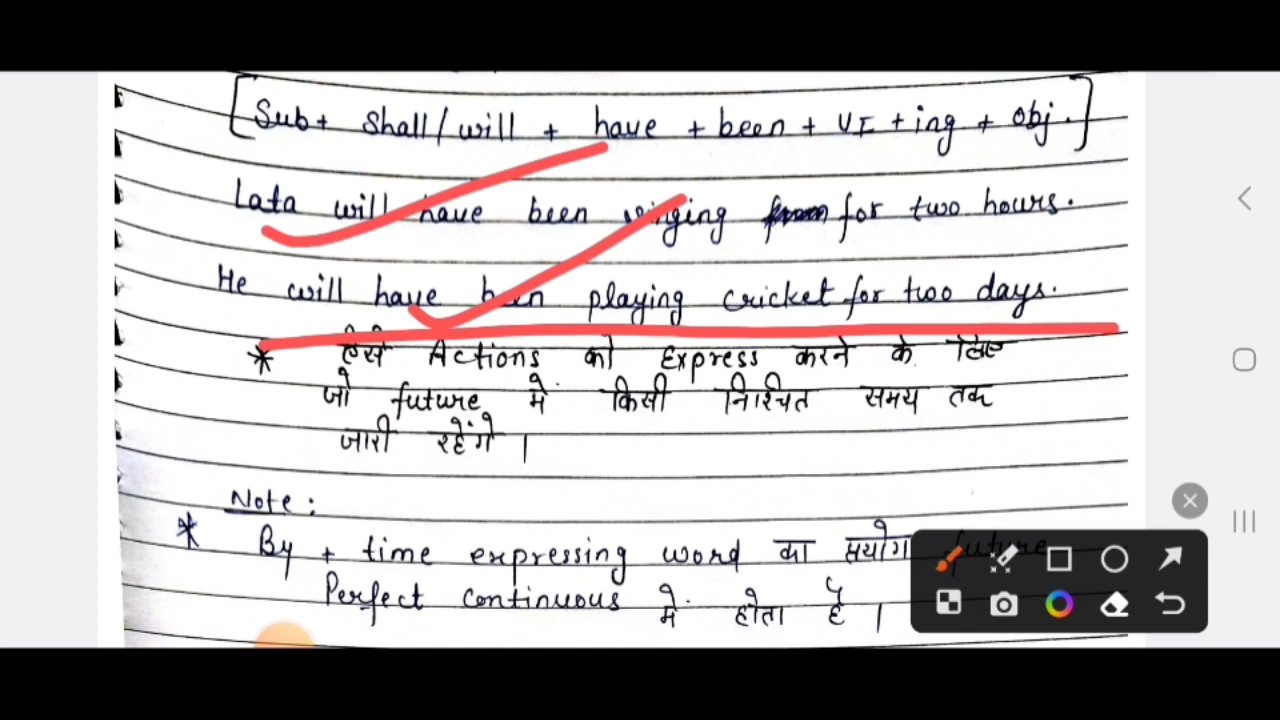 [Sub + Shall/will + have + been + VI + ing + obj.]
Lata will have been singing for two hours.
He will have been playing cricket for two days.
* ऐसे Actions को Express करने के लिए
जो future में किसी निश्चित समय तक
जारी रहेंगे ।
Note :
* By + time expressing word का प्रयोग future
Perfect continuous में होता है ।